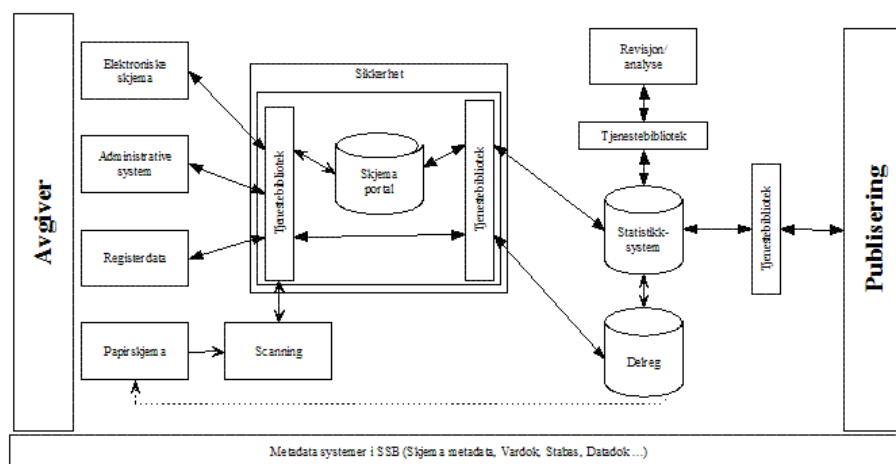 Avgiver
Elektroniske
skjema
Administrative
system
Registerdata
Papirskjema
Scanning
Sikkerhet
Tjenestebibliotek
Skjema
portal
Tjenestebibliotek
Revisjon/
analyse
Tjenestebibliotek
Statistikk-
system
Delreg
Tjenestebibliotek
Publisering
Metadata systemer i SSB (Skjema metadata, Vardok, Stabas, Datadok ...)